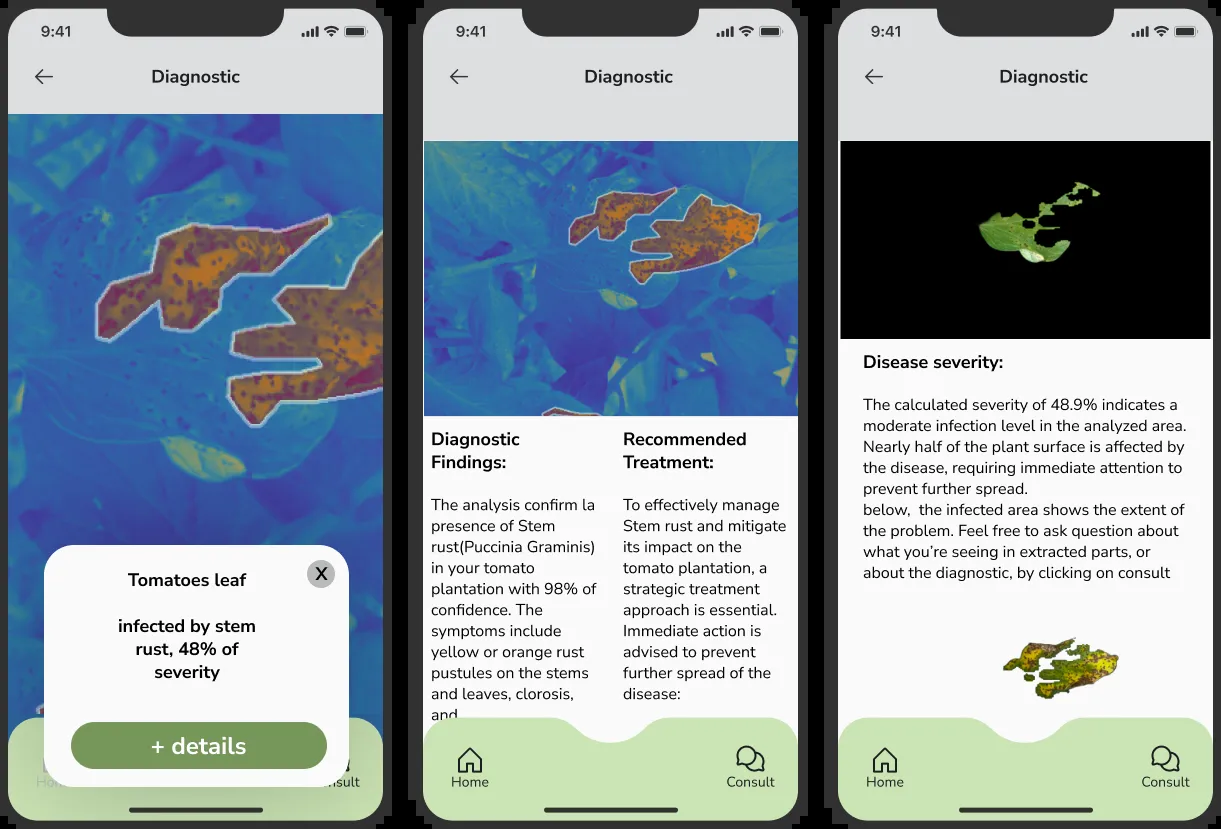 9:41
Diagnostic
Tomatoes leaf
X
infected by stem
rust, 48% of
severity
+ details
Hom
nsult
9:41
Diagnostic
Diagnostic
Findings:
The analysis confirm la
presence of Stem
rust(Puccinia Graminis)
in your tomato
plantation with 98% of
confidence. The
symptoms include
yellow or orange rust
pustules on the stems
and leaves, clorosis,
and
Recommended
Treatment:
To effectively manage
Stem rust and mitigate
its impact on the
tomato plantation, a
strategic treatment
approach is essential.
Immediate action is
advised to prevent
further spread of the
disease:
Home
Consult
9:41
Diagnostic
Disease severity:
The calculated severity of 48.9% indicates a
moderate infection level in the analyzed area.
Nearly half of the plant surface is affected by
the disease, requiring immediate attention to
prevent further spread.
below,  the infected area shows the extent of
the problem. Feel free to ask question about
what you’re seeing in extracted parts, or
about the diagnostic, by clicking on consult
Home
Consult